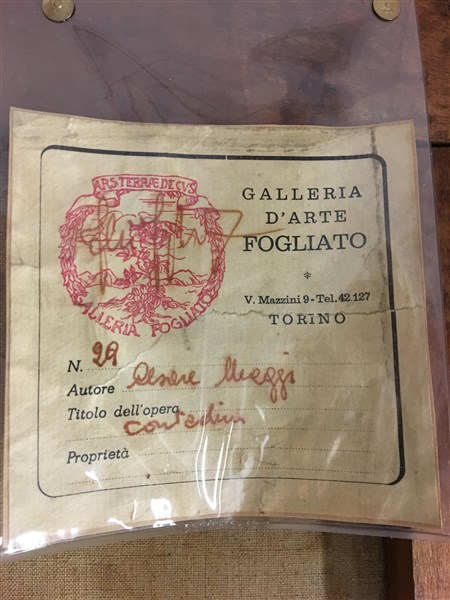 ARS TERRÆ DECUS
GALLERIA FOGLIATO
GALLERIA
D'ARTE
FOGLIATO
*
V. Mazzini 9 - Tel. 42.127
TORINO
N. 29
Autore Cesare Maggi
Titolo dell'opera
Contadini
Proprietà